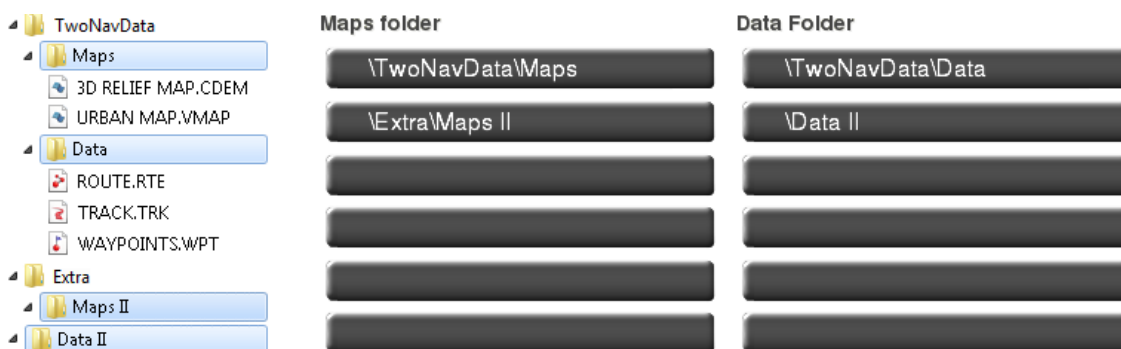 TwoNavData
Maps
3D RELIEF MAP.CDEM
URBAN MAP.VMAP
Data
ROUTE.RTE
TRACK.TRK
WAYPOINTS.WPT
Extra
Maps II
Data II
Maps folder
\TwoNavData\Maps
\Extra\Maps II
Data Folder
\TwoNavData\Data
\Data II